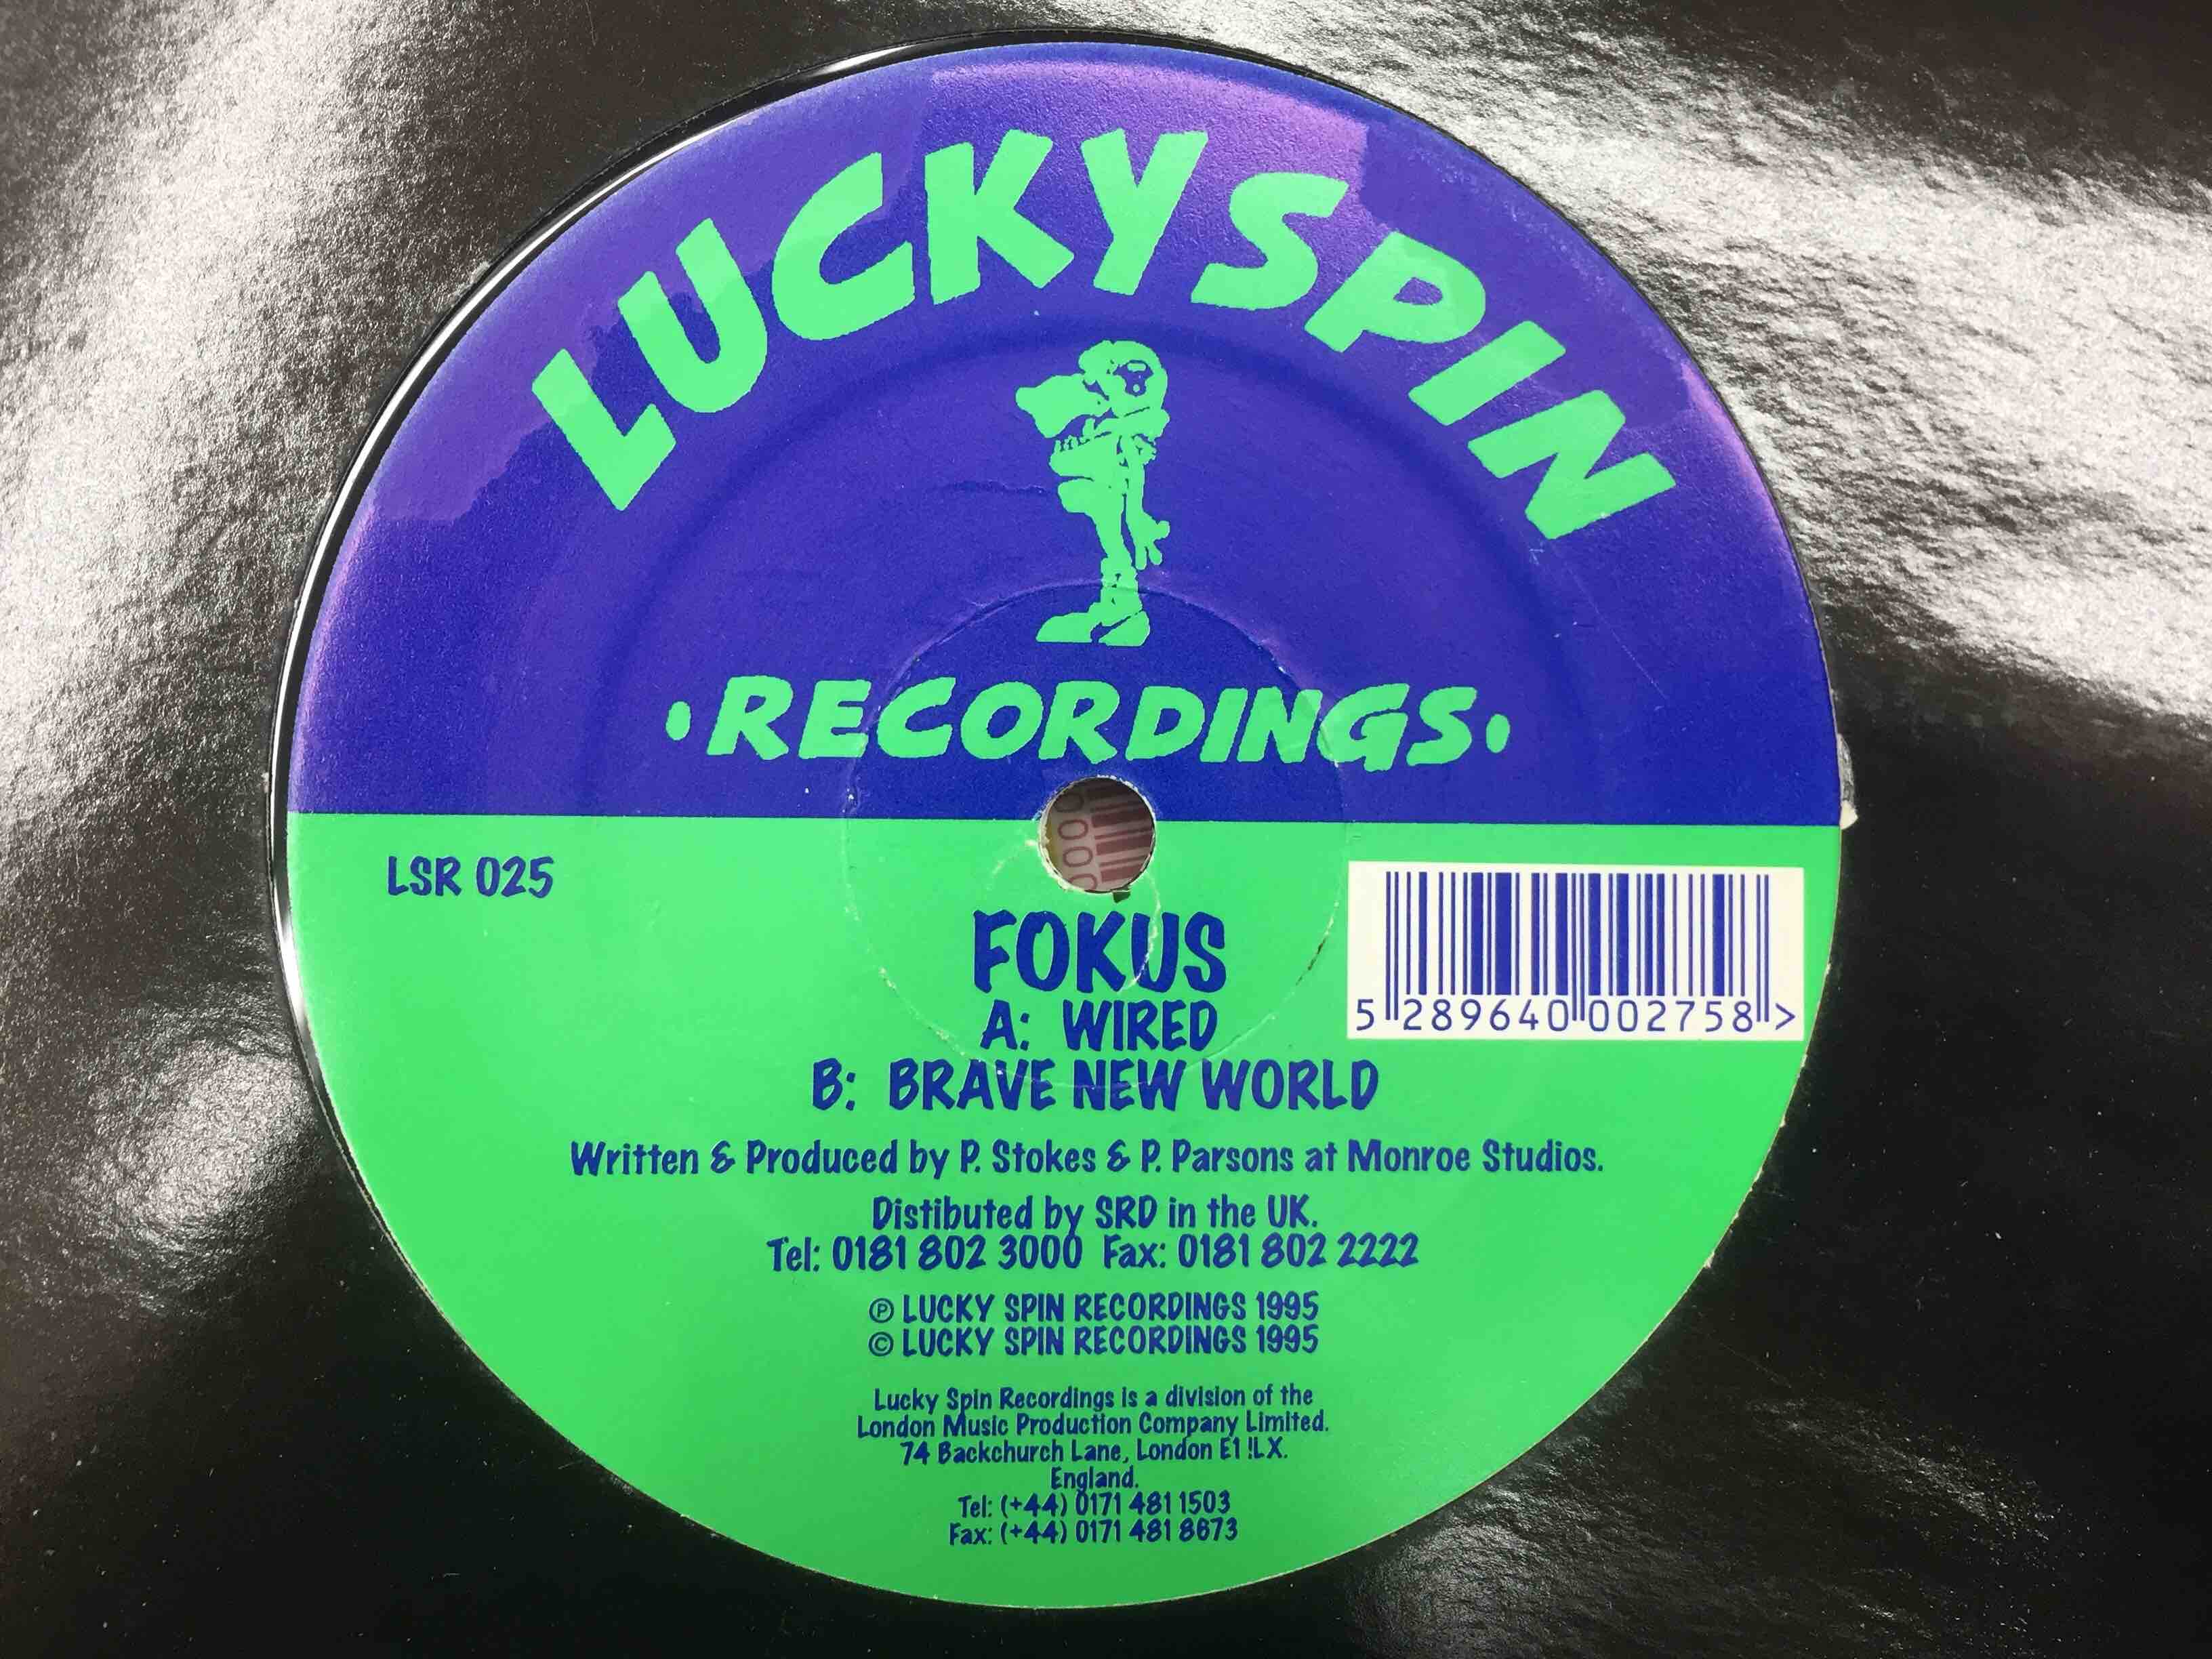 LUCKYSPIN
•RECORDINGS•
LSR 025
FOKUS
A: WIRED
B: BRAVE NEW WORLD
5 289640 002758 >
Written & Produced by P. Stokes & P. Parsons at Monroe Studios.
Distibuted by SRD in the UK.
Tel: 0181 802 3000 Fax: 0181 802 2222
℗ LUCKY SPIN RECORDINGS 1995
© LUCKY SPIN RECORDINGS 1995
Lucky Spin Recordings is a division of the
London Music Production Company Limited.
74 Backchurch Lane, London E1 !LX.
England.
Tel: (+44) 0171 481 1503
Fax: (+44) 0171 481 8673